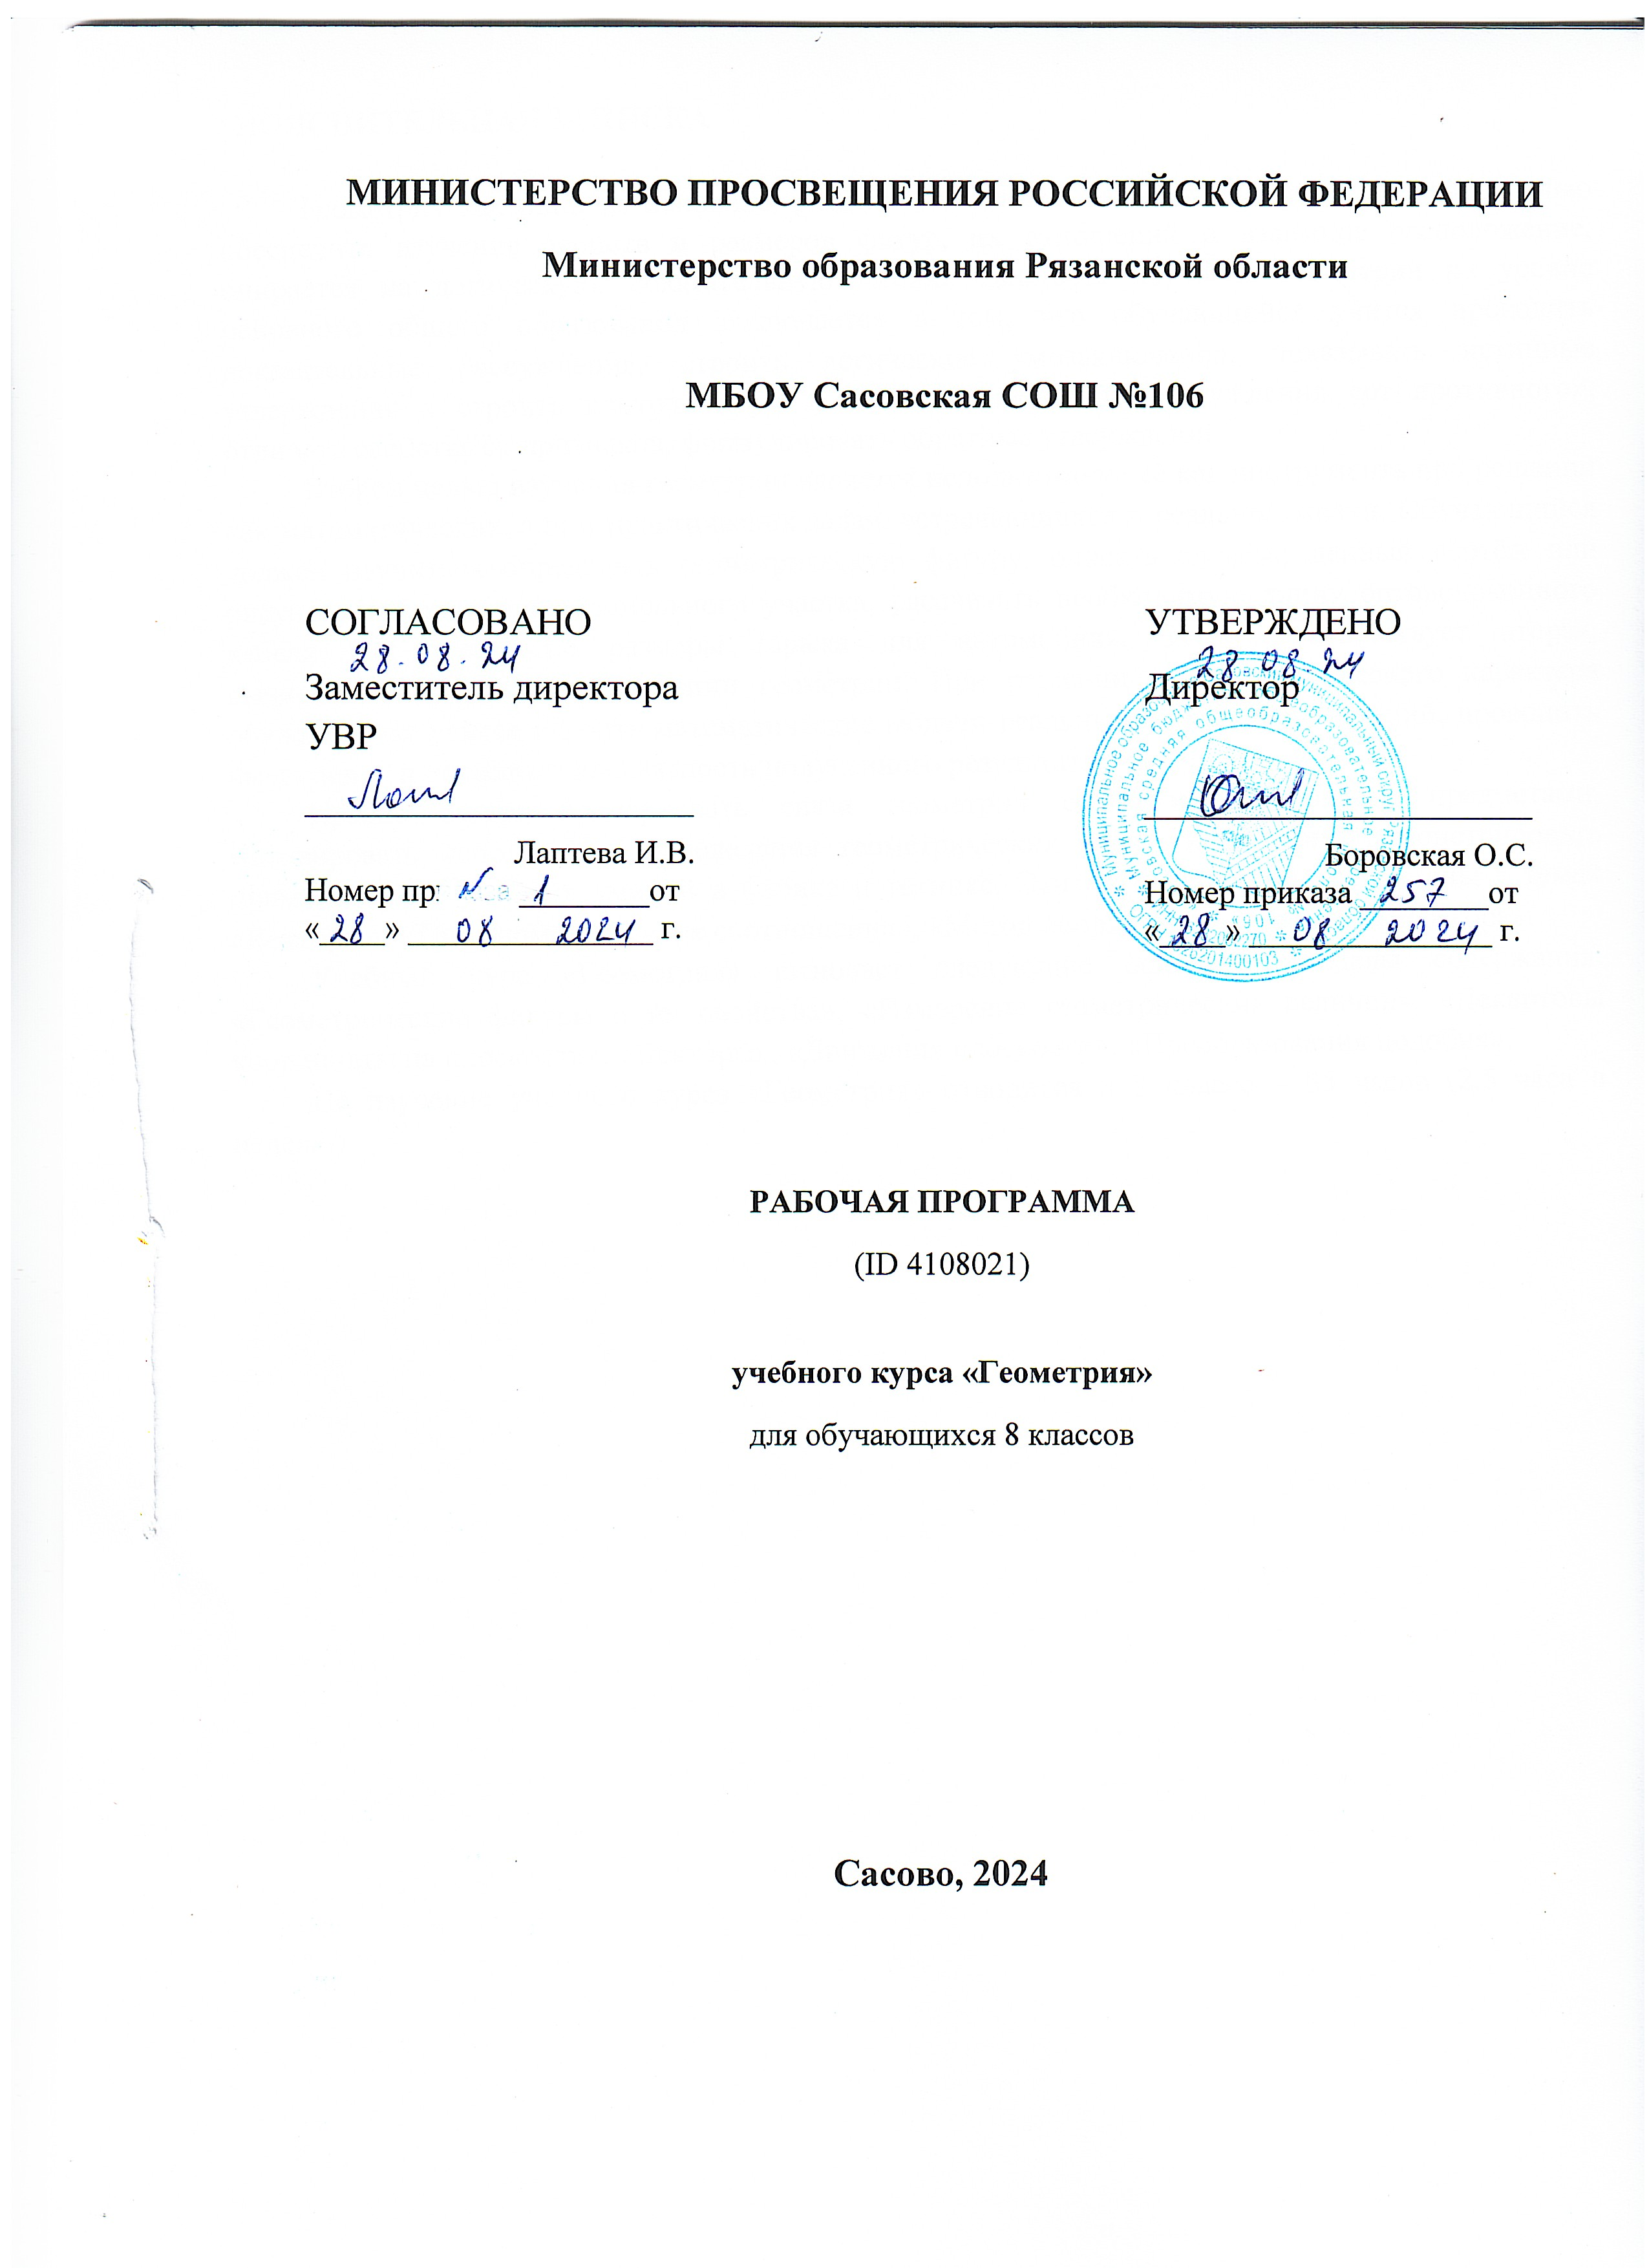 МИНИСТЕРСТВО ПРОСВЕЩЕНИЯ РОССИЙСКОЙ ФЕДЕРАЦИИ
Министерство образования Рязанской области
МБОУ Сасовская СОШ №106
СОГЛАСОВАНО
28.08.24
Заместитель директора
УВР
Лаптева И.В.
Номер пр № 1 от
«28» 08 2024 г.
УТВЕРЖДЕНО
28.08.24
Директор
Боровская О.С.
Номер приказа 257 от
«28» 08 2024 г.
РАБОЧАЯ ПРОГРАММА
(ID 4108021)
учебного курса «Геометрия»
для обучающихся 8 классов
Сасово, 2024